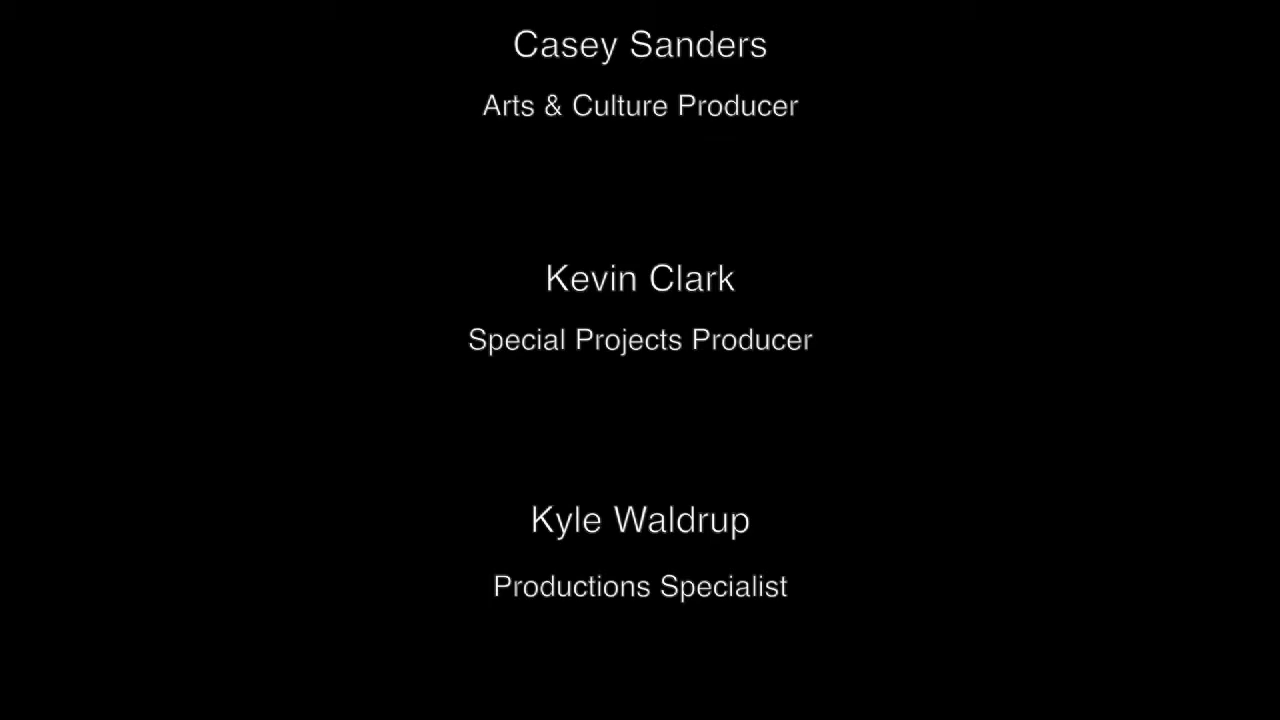 Casey Sanders
Arts & Culture Producer
Kevin Clark
Special Projects Producer
Kyle Waldrup
Productions Specialist